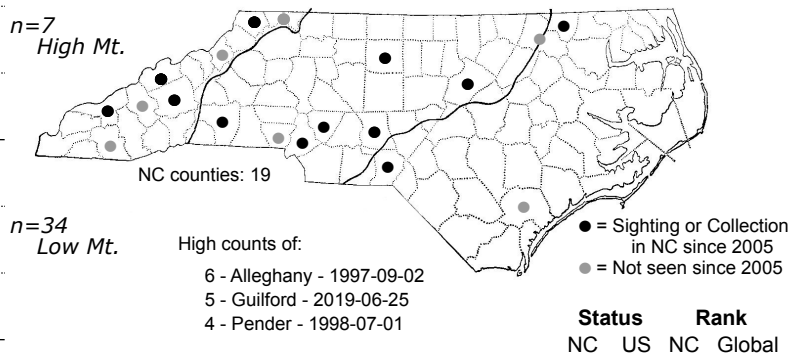 n=7
High Mt.
NC counties: 19
n=34
Low Mt.
High counts of:
6 - Alleghany - 1997-09-02
5 - Guilford - 2019-06-25
4 - Pender - 1998-07-01
= Sighting or Collection
in NC since 2005
= Not seen since 2005
Status Rank
NC US NC Global